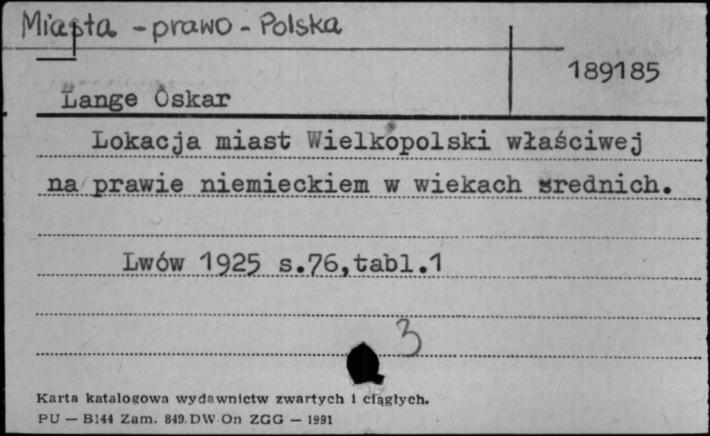 Miasta - prawo - Polska
189185
Lange Oskar
Lokacja miast Wielkopolski właściwej
na prawie niemieckiem w wiekach średnich.
Lwów 1925 s.76,tabl.1
3
Karta katalogowa wydawnictw zwartych i ciągłych.
PU — B144 Zam. 849. DW On ZGG — 1991